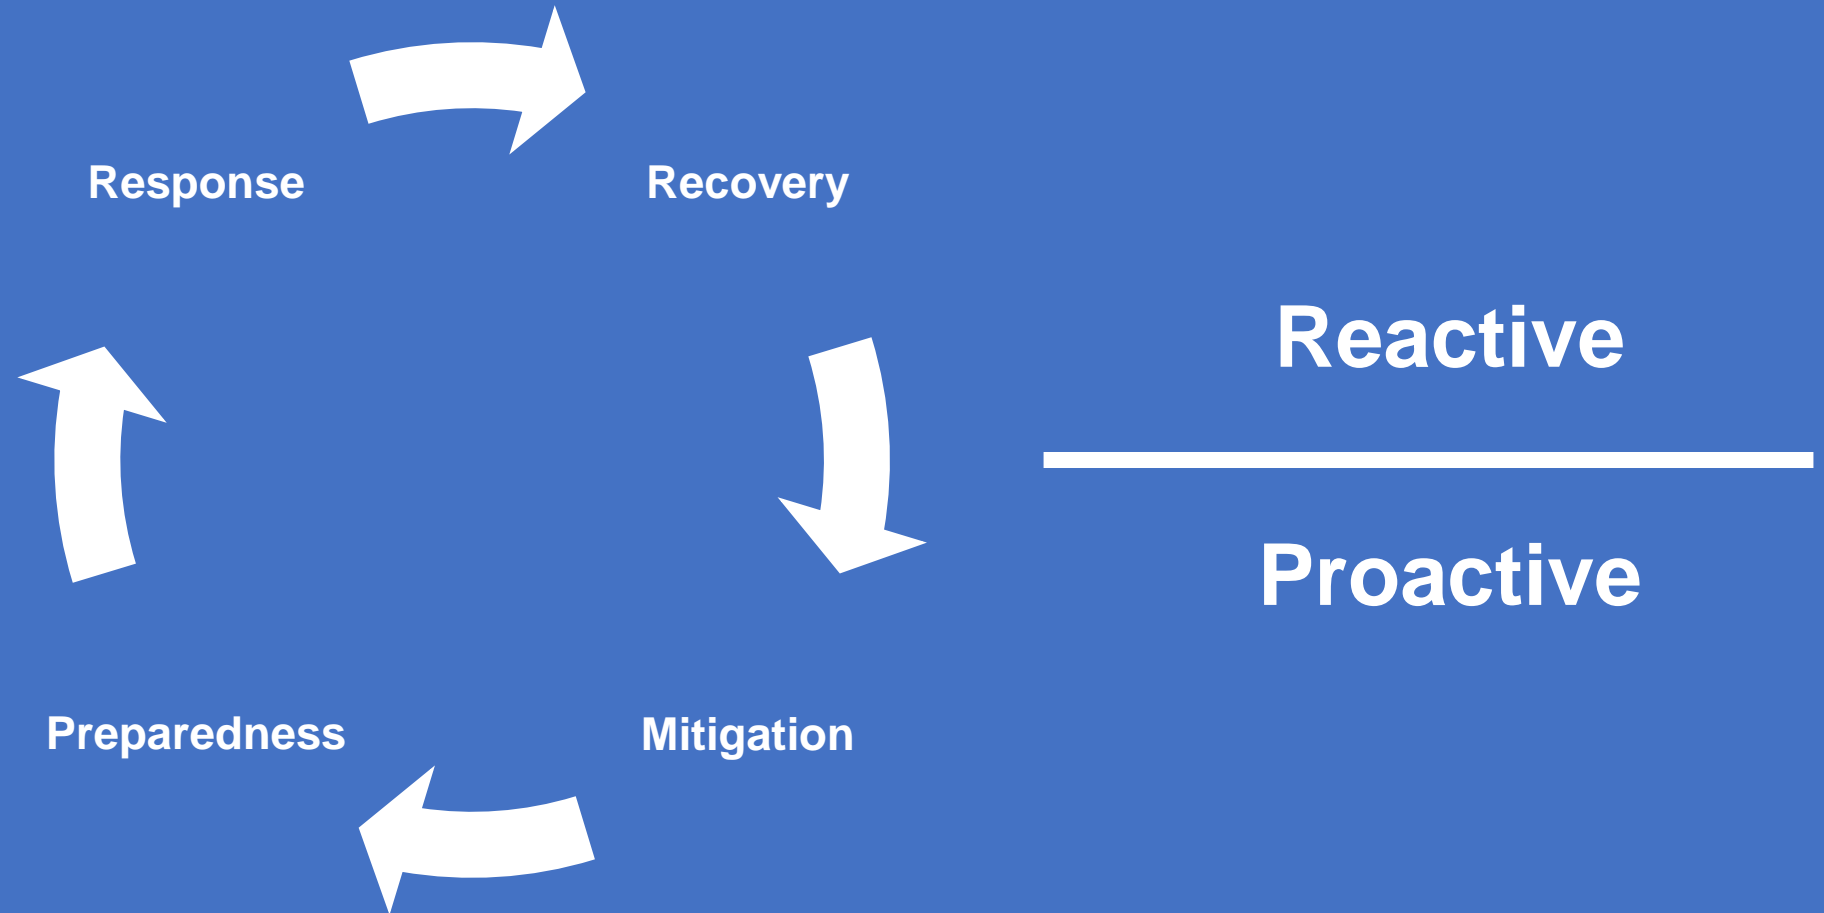 Response
Recovery
Reactive
Proactive
Preparedness
Mitigation